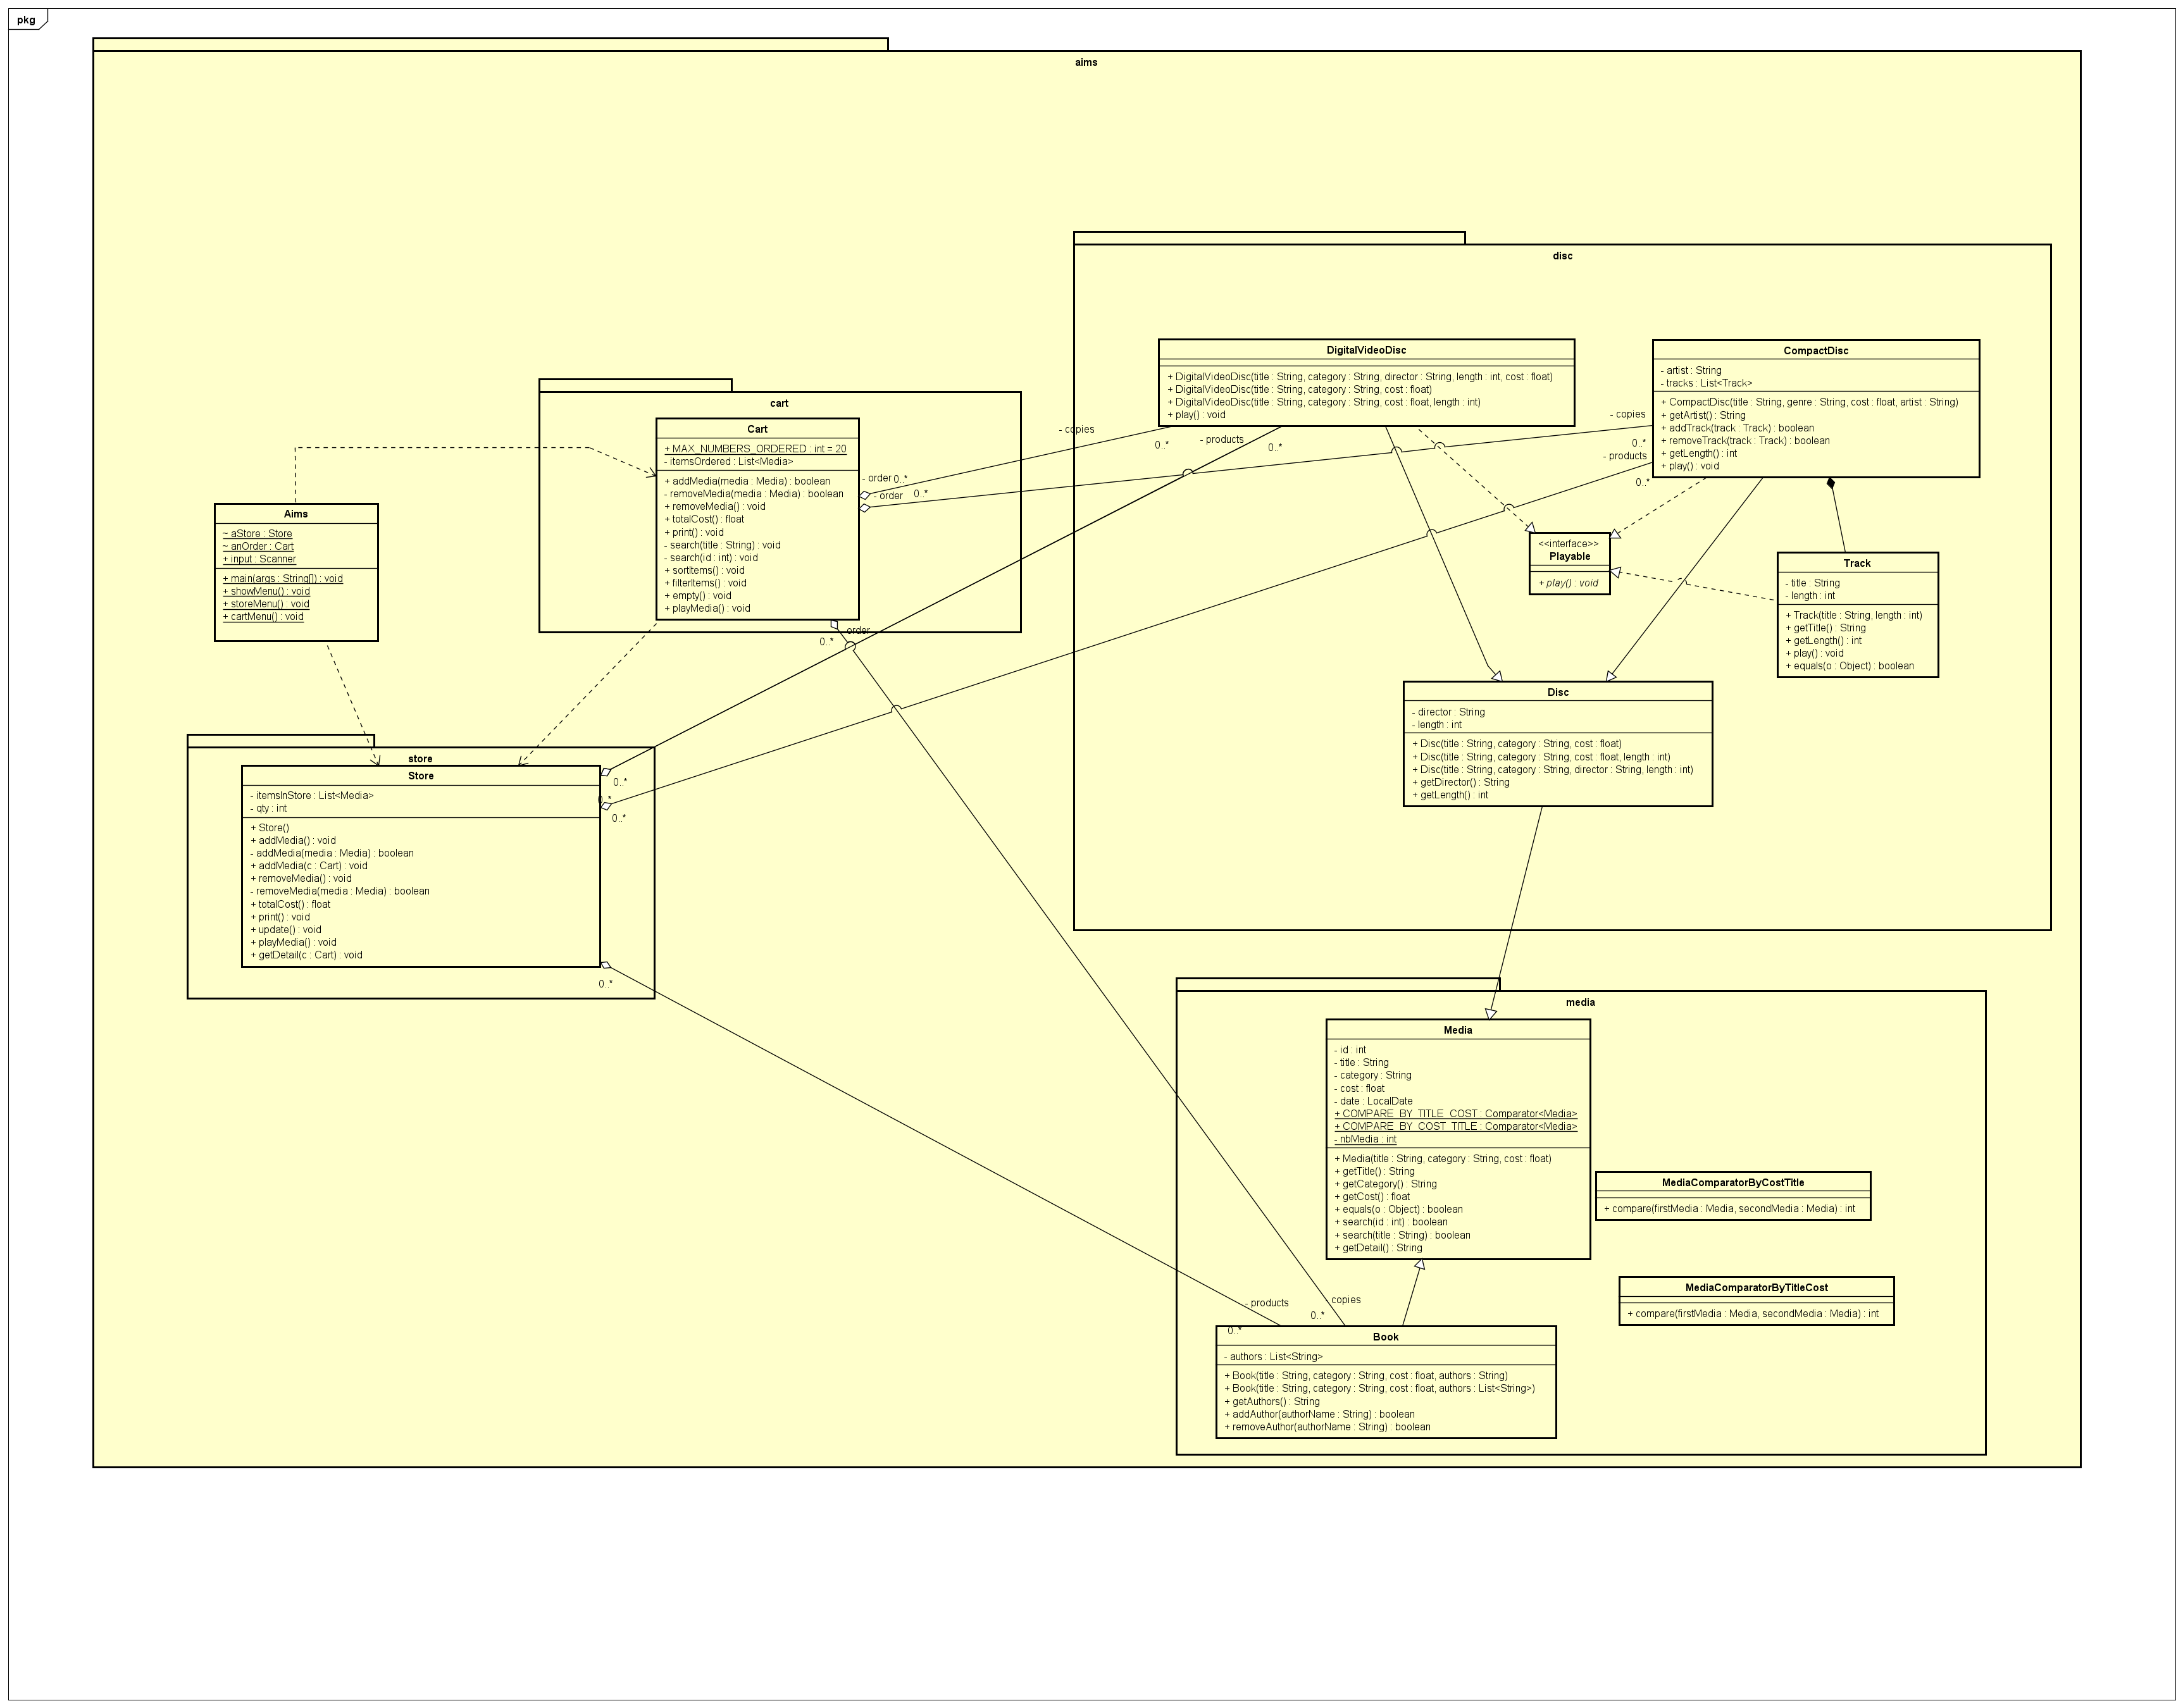 pkg
aims
disc
DigitalVideoDisc
+ DigitalVideoDisc(title : String, category : String, director : String, length : int, cost : float)
+ DigitalVideoDisc(title : String, category : String, cost : float)
+ DigitalVideoDisc(title : String, category : String, cost : float, length : int)
+ play() : void
CompactDisc
- artist : String
- tracks : List<Track>
+ CompactDisc(title : String, genre : String, cost : float, artist : String)
+ getArtist() : String
+ addTrack(track : Track) : boolean
+ removeTrack(track : Track) : boolean
+ getLength() : int
+ play() : void
- copies
0..*
- products
0..*
- copies
0..*
- products
0..*
cart
Cart
+ MAX_NUMBERS_ORDERED : int = 20
- itemsOrdered : List<Media>
+ addMedia(media : Media) : boolean
- removeMedia(media : Media) : boolean
+ removeMedia() : void
+ totalCost() : float
+ print() : void
- search(title : String) : void
- search(id : int) : void
+ sortItems() : void
+ filterItems() : void
+ empty() : void
+ playMedia() : void
- order
0..*
- order
0..*
- order
0..*
Aims
~ aStore : Store
~ anOrder : Cart
+ input : Scanner
+ main(args : String[]) : void
+ showMenu() : void
+ storeMenu() : void
+ cartMenu() : void
<<interface>>
Playable
+ play() : void
Track
- title : String
- length : int
+ Track(title : String, length : int)
+ getTitle() : String
+ getLength() : int
+ play() : void
+ equals(o : Object) : boolean
Disc
- director : String
- length : int
+ Disc(title : String, category : String, cost : float)
+ Disc(title : String, category : String, cost : float, length : int)
+ Disc(title : String, category : String, director : String, length : int)
+ getDirector() : String
+ getLength() : int
store
Store
- itemsInStore : List<Media>
- qty : int
+ Store()
+ addMedia() : void
- addMedia(media : Media) : boolean
+ addMedia(c : Cart) : void
+ removeMedia() : void
- removeMedia(media : Media) : boolean
+ totalCost() : float
+ print() : void
+ update() : void
+ playMedia() : void
+ getDetail(c : Cart) : void
0..*
0..*
0..*
0..*
media
Media
- id : int
- title : String
- category : String
- cost : float
- date : LocalDate
+ COMPARE_BY_TITLE_COST : Comparator<Media>
+ COMPARE_BY_COST_TITLE : Comparator<Media>
- nbMedia : int
+ Media(title : String, category : String, cost : float)
+ getTitle() : String
+ getCategory() : String
+ getCost() : float
+ equals(o : Object) : boolean
+ search(id : int) : boolean
+ search(title : String) : boolean
+ getDetail() : String
MediaComparatorByCostTitle
+ compare(firstMedia : Media, secondMedia : Media) : int
MediaComparatorByTitleCost
+ compare(firstMedia : Media, secondMedia : Media) : int
- products
0..*
- copies
0..*
Book
- authors : List<String>
+ Book(title : String, category : String, cost : float, authors : String)
+ Book(title : String, category : String, cost : float, authors : List<String>)
+ getAuthors() : String
+ addAuthor(authorName : String) : boolean
+ removeAuthor(authorName : String) : boolean